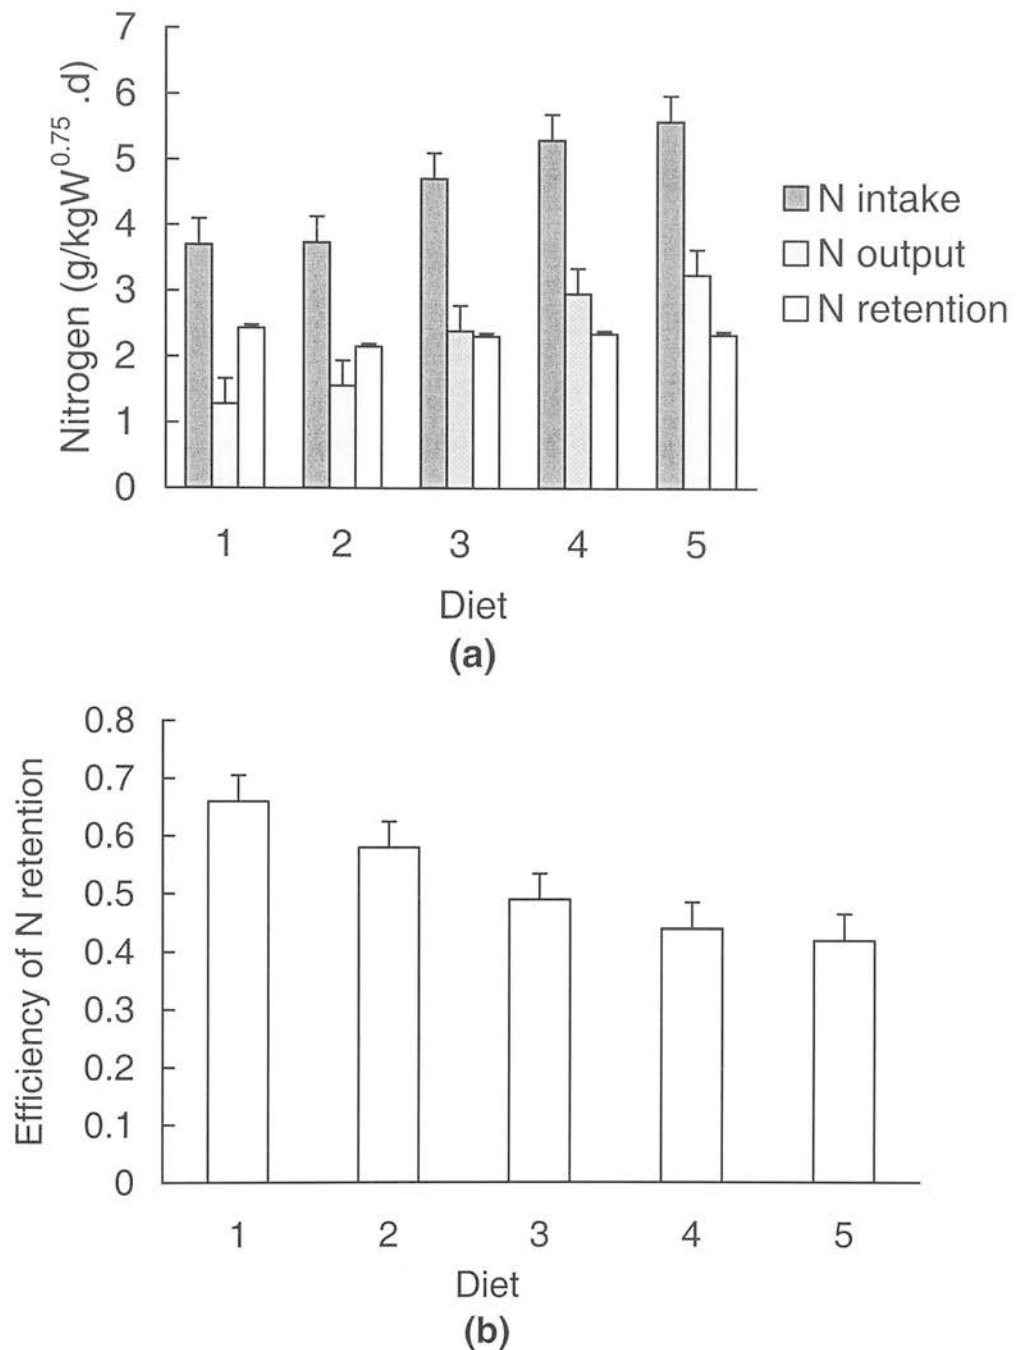 7
6
5
4
3
2
1
0
Nitrogen (g/kgW^0.75 .d)
N intake
N output
N retention
1 2 3 4 5
Diet
(a)
0.8
0.7
0.6
0.5
0.4
0.3
0.2
0.1
0
Efficiency of N retention
1 2 3 4 5
Diet
(b)